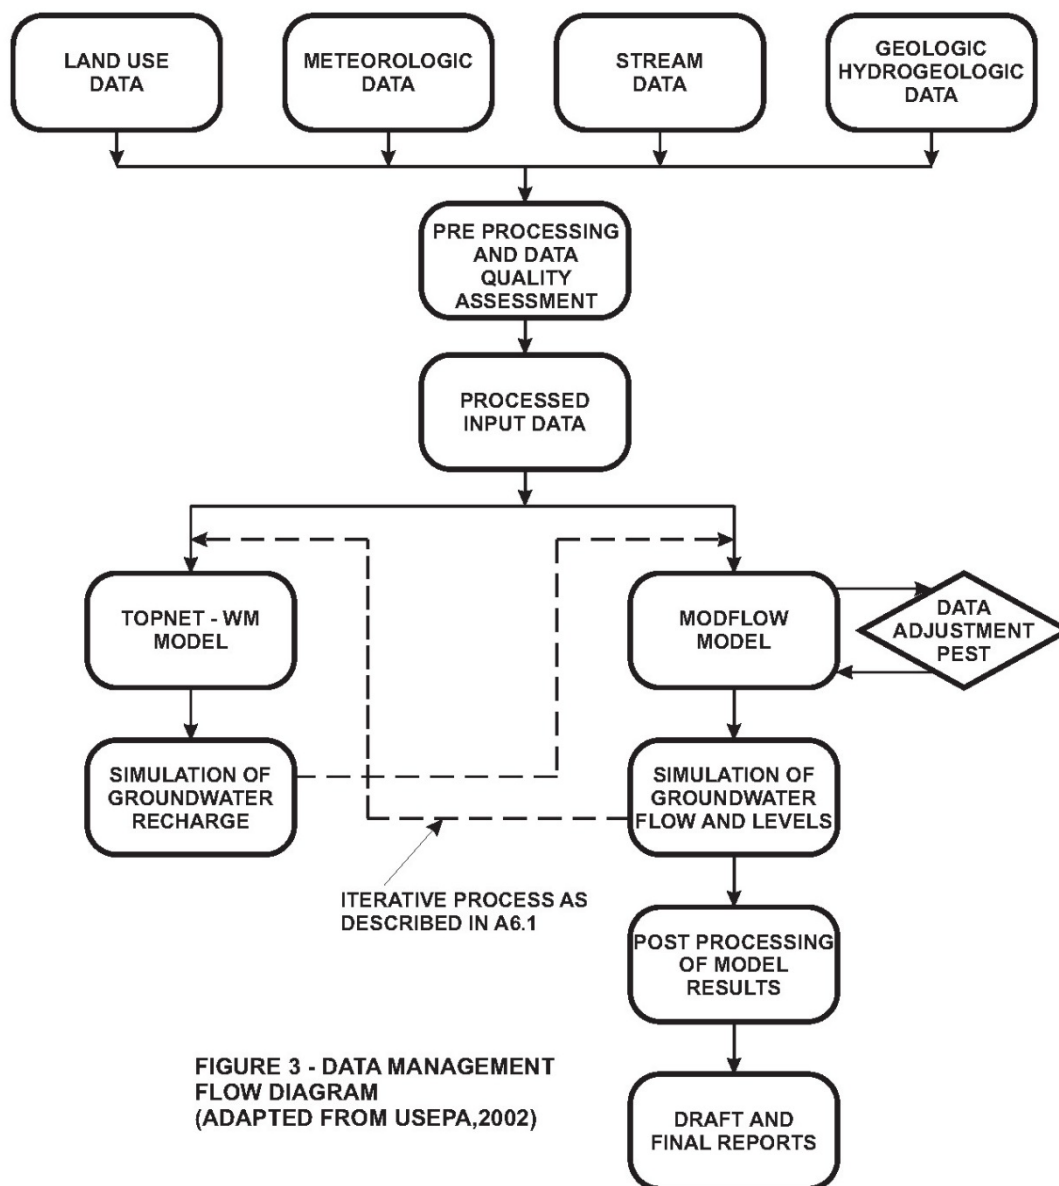 LAND USE
DATA
METEOROLOGIC
DATA
STREAM
DATA
GEOLOGIC
HYDROGEOLOGIC
DATA
PRE PROCESSING
AND DATA
QUALITY
ASSESSMENT
PROCESSED
INPUT DATA
TOPNET - WM
MODEL
MODFLOW
MODEL
DATA
ADJUSTMENT
PEST
SIMULATION OF
GROUNDWATER
RECHARGE
SIMULATION OF
GROUNDWATER
FLOW AND LEVELS
ITERATIVE PROCESS AS
DESCRIBED IN A6.1
POST PROCESSING
OF MODEL
RESULTS
FIGURE 3 - DATA MANAGEMENT
FLOW DIAGRAM
(ADAPTED FROM USEPA,2002)
DRAFT AND
FINAL REPORTS